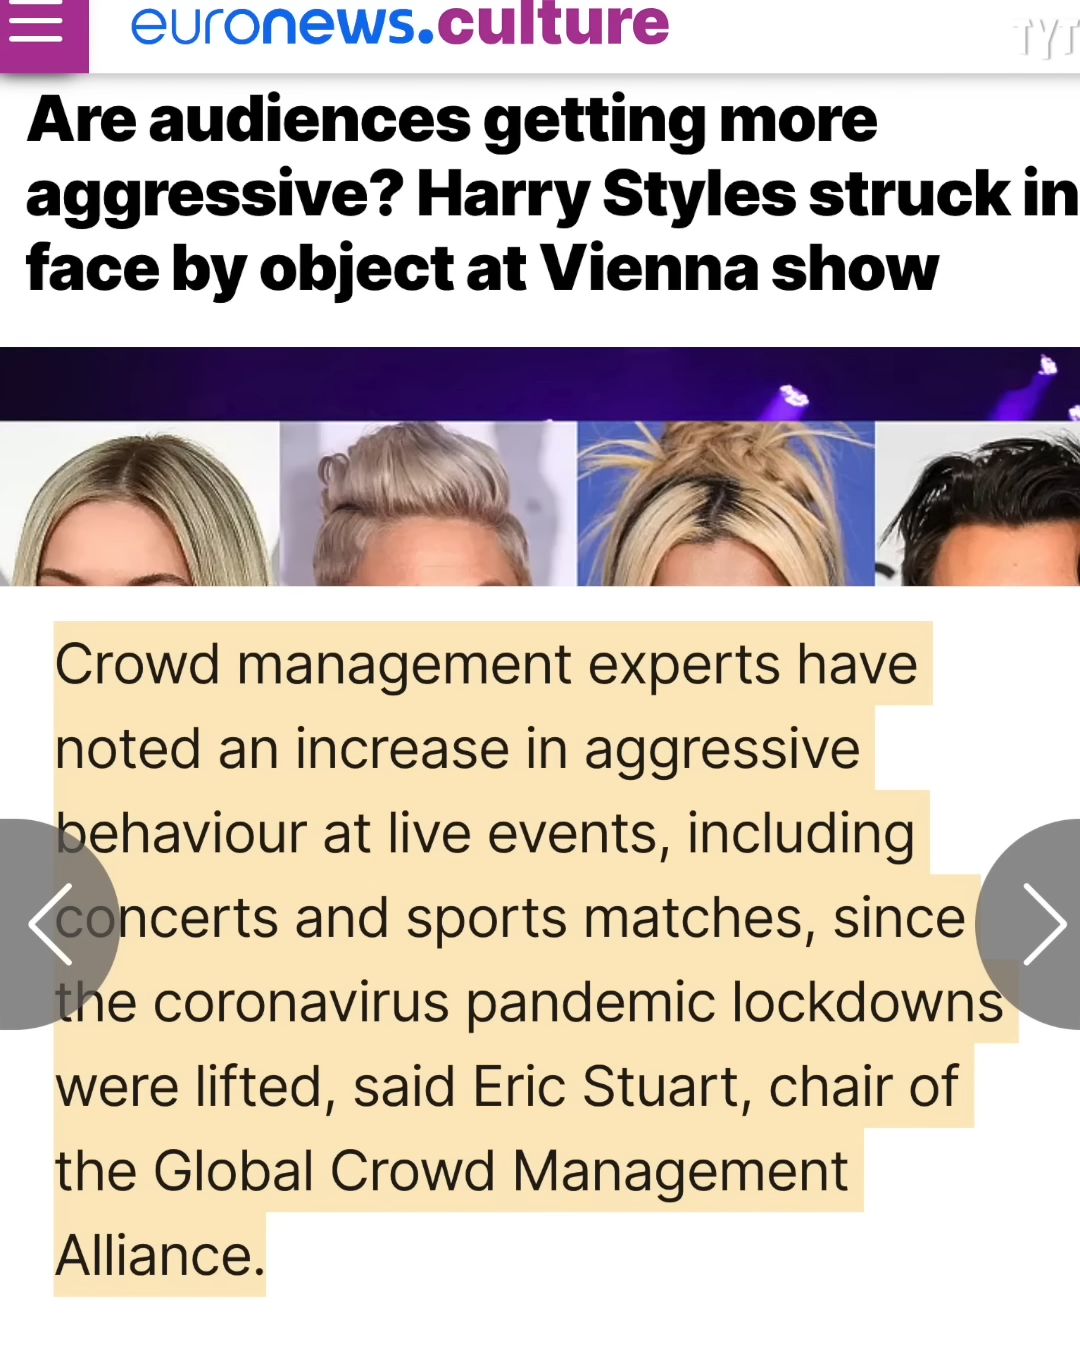 euronews.culture
TYT
Are audiences getting more
aggressive? Harry Styles struck in
face by object at Vienna show
Crowd management experts have
noted an increase in aggressive
behaviour at live events, including
concerts and sports matches, since
the coronavirus pandemic lockdowns
were lifted, said Eric Stuart, chair of
the Global Crowd Management
Alliance.